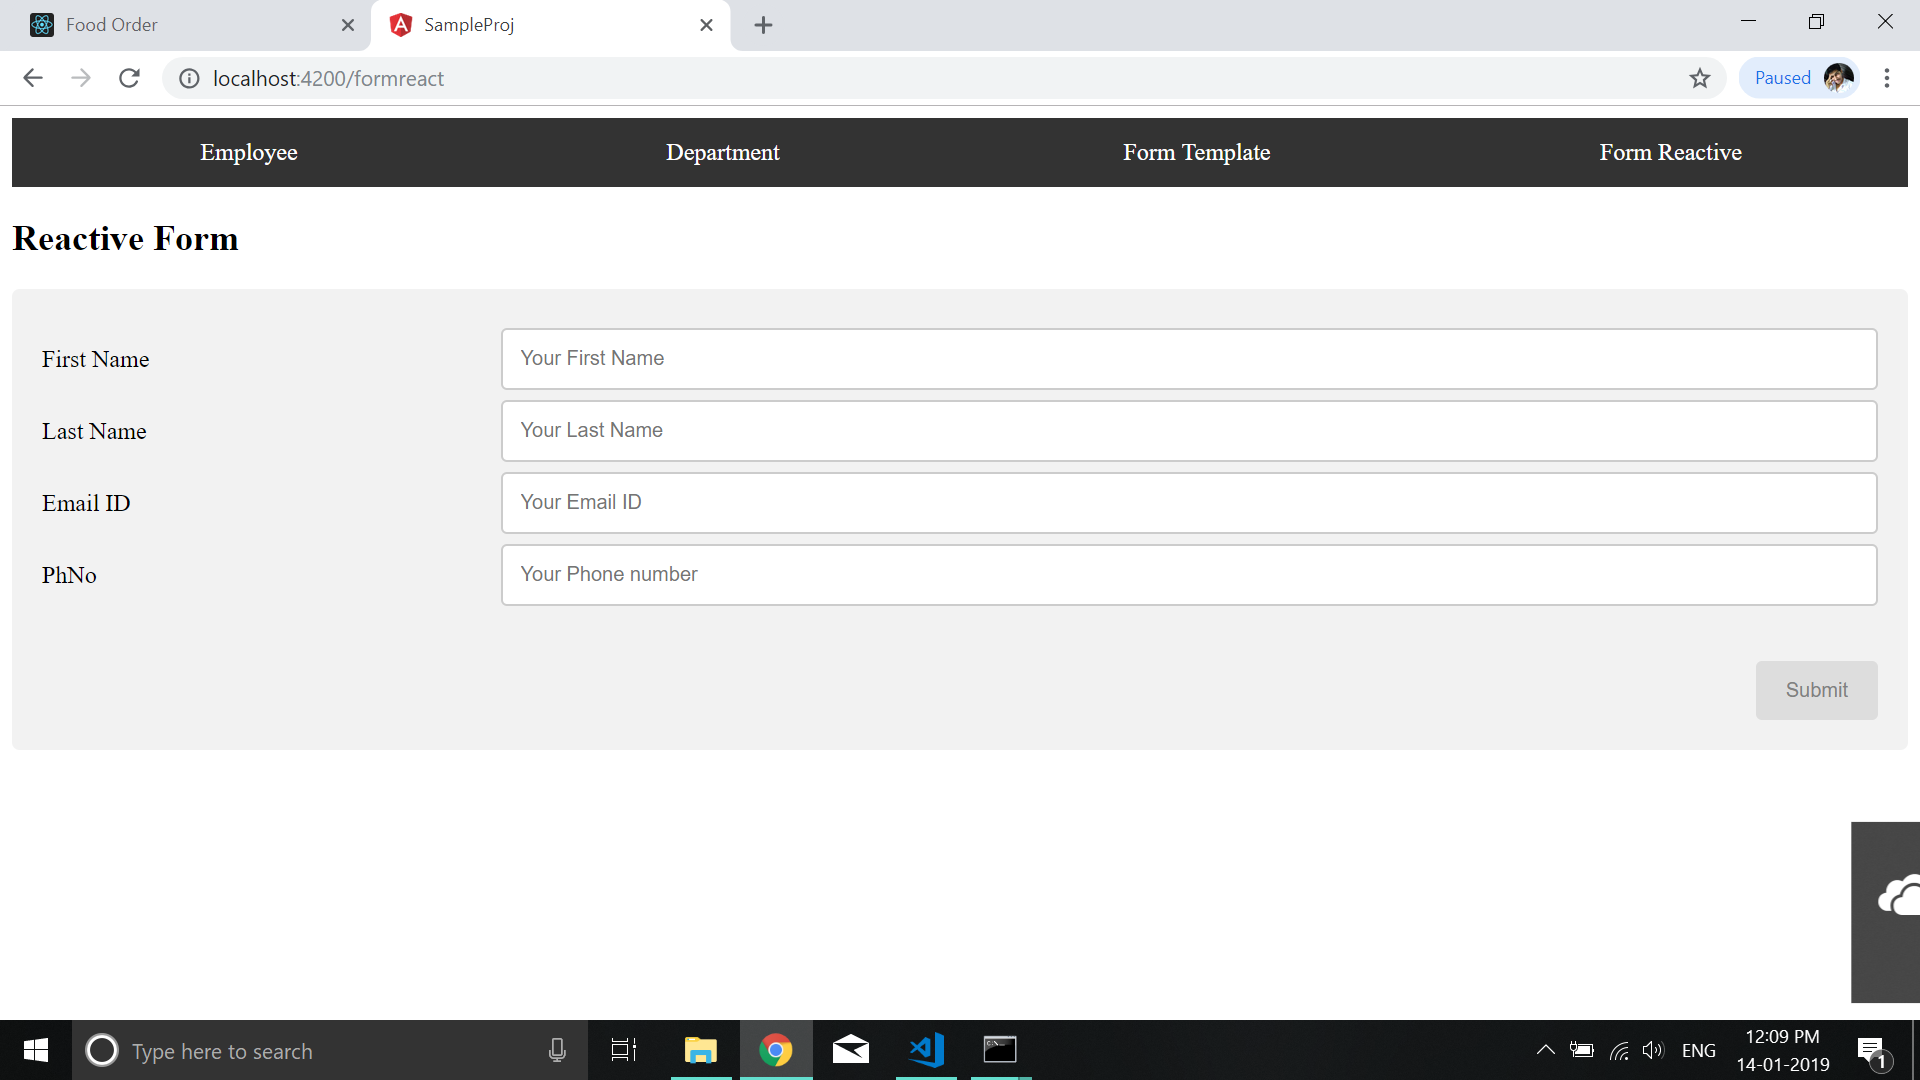 Food Order
SampleProj
localhost:4200/formreact
Paused
Employee Department Form Template Form Reactive
Reactive Form
First Name Your First Name
Last Name Your Last Name
Email ID Your Email ID
PhNo Your Phone number
Submit
Type here to search
ENG
12:09 PM
14-01-2019
1